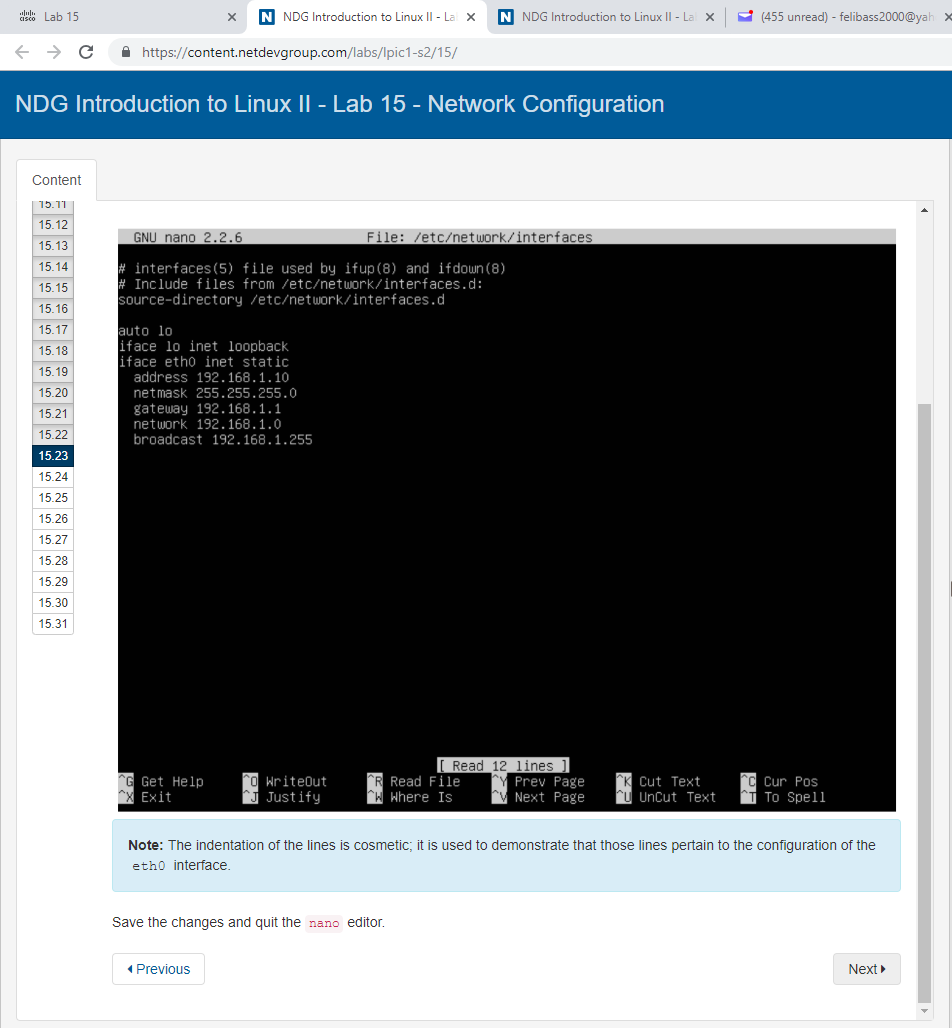 Lab 15
NDG Introduction to Linux II - La
NDG Introduction to Linux II - La
(455 unread) - felibass2000@yah
https://content.netdevgroup.com/labs/lpic1-s2/15/
NDG Introduction to Linux II - Lab 15 - Network Configuration
Content
15.11
15.12
15.13
15.14
15.15
15.16
15.17
15.18
15.19
15.20
15.21
15.22
15.23
15.24
15.25
15.26
15.27
15.28
15.29
15.30
15.31
GNU nano 2.2.6 File: /etc/network/interfaces
# interfaces(5) file used by ifup(8) and ifdown(8)
# Include files from /etc/network/interfaces.d:
source-directory /etc/network/interfaces.d
auto lo
iface lo inet loopback
iface eth0 inet static
address 192.168.1.10
netmask 255.255.255.0
gateway 192.168.1.1
network 192.168.1.0
broadcast 192.168.1.255
[ Read 12 lines ]
^G Get Help ^O WriteOut ^R Read File ^Y Prev Page ^K Cut Text ^C Cur Pos
^X Exit ^J Justify ^W Where Is ^V Next Page ^U UnCut Text ^T To Spell
Note: The indentation of the lines is cosmetic; it is used to demonstrate that those lines pertain to the configuration of the
eth0 interface.
Save the changes and quit the nano editor.
Previous
Next